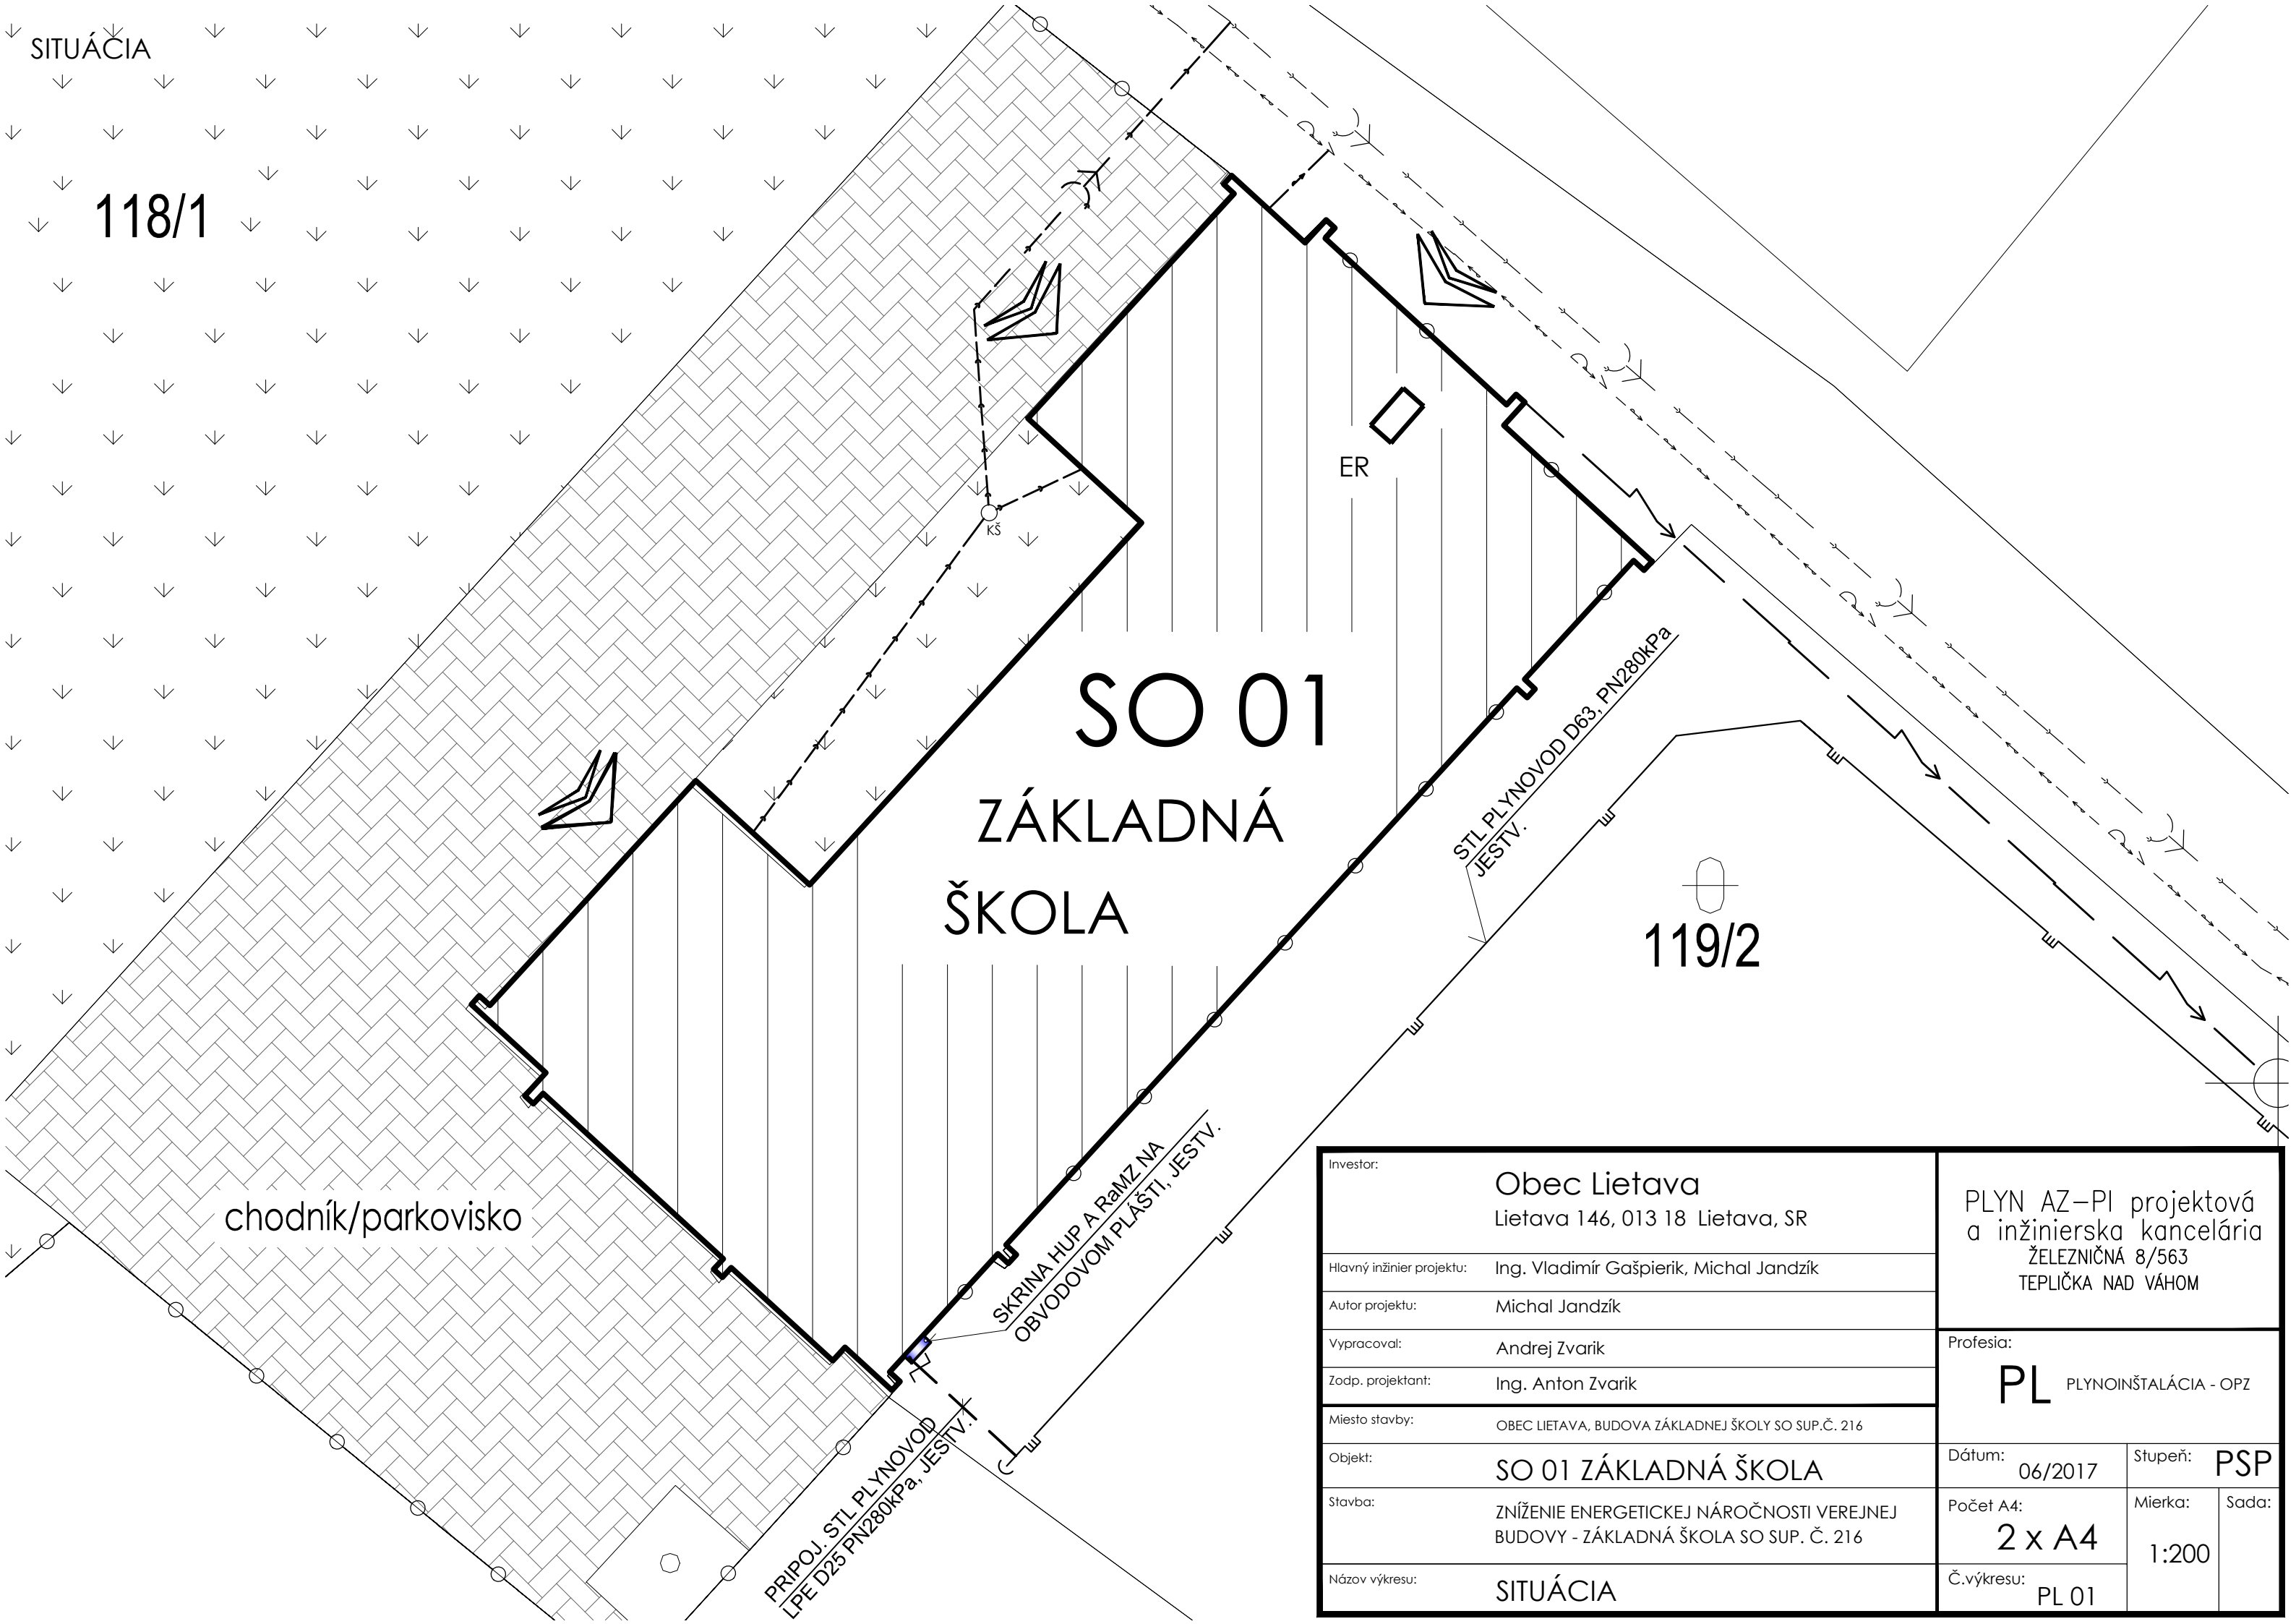 SITUÁCIA
118/1
KŠ
ER
SO 01
ZÁKLADNÁ
ŠKOLA
STL PLYNOVOD D63, PN280kPa
JESTV.
119/2
chodník/parkovisko
SKRINA HUP A RaMZ NA
OBVODOVOM PLÁŠTI, JESTV.
PRIPOJ. STL PLYNOVOD
LPE D25 PN280kPa, JESTV.
Investor:
Obec Lietava
Lietava 146, 013 18 Lietava, SR
Hlavný inžinier projektu: Ing. Vladimír Gašpierik, Michal Jandzík
Autor projektu: Michal Jandzík
Vypracoval: Andrej Zvarik
Zodp. projektant: Ing. Anton Zvarik
Miesto stavby: OBEC LIETAVA, BUDOVA ZÁKLADNEJ ŠKOLY SO SUP.Č. 216
Objekt: SO 01 ZÁKLADNÁ ŠKOLA
Stavba: ZNÍŽENIE ENERGETICKEJ NÁROČNOSTI VEREJNEJ
BUDOVY - ZÁKLADNÁ ŠKOLA SO SUP. Č. 216
Názov výkresu: SITUÁCIA
PLYN AZ-PI projektová
a inžinierska kancelária
ŽELEZNIČNÁ 8/563
TEPLIČKA NAD VÁHOM
Profesia:
PL PLYNOINŠTALÁCIA - OPZ
Dátum: 06/2017
Stupeň: PSP
Počet A4: 2 x A4
Mierka: 1:200
Sada:
Č.výkresu: PL 01